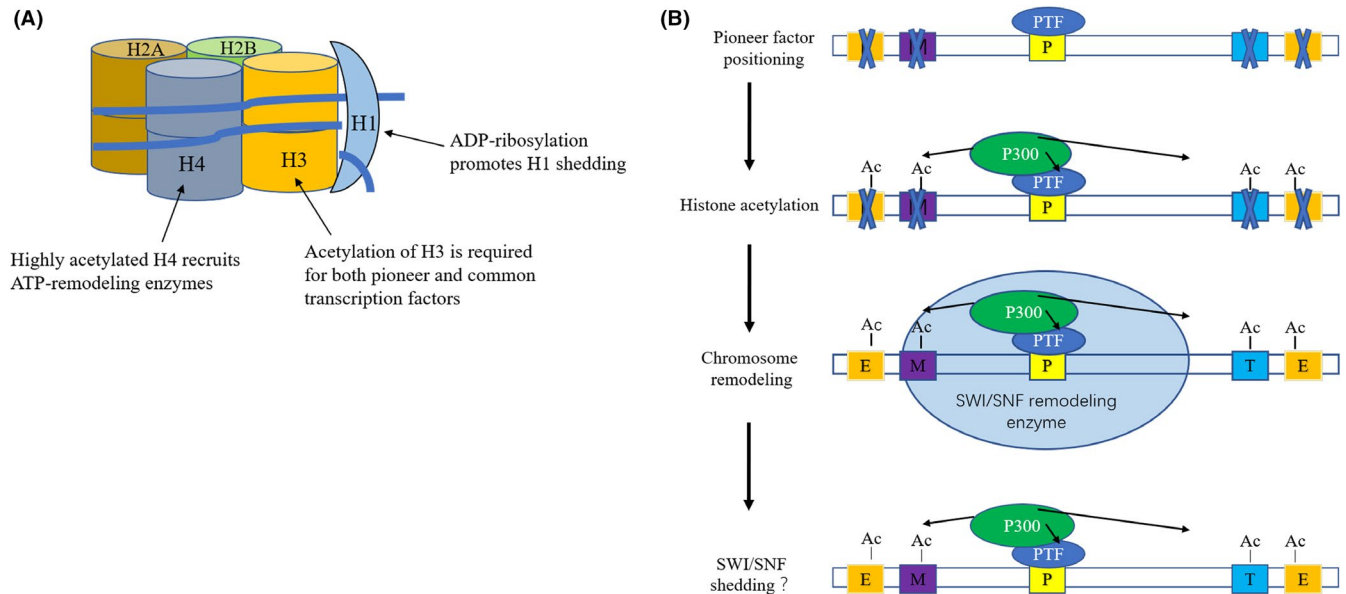 (A)
H2A
H2B
H1
H4
H3
ADP-ribosylation
promotes H1 shedding
Highly acetylated H4 recruits
ATP-remodeling enzymes
Acetylation of H3 is required
for both pioneer and common
transcription factors
(B)
Pioneer factor
positioning
PTF
M
P
Histone acetylation
P300
Ac
Ac
Ac
Ac
PTF
M
P
Chromosome
remodeling
P300
Ac
Ac
Ac
Ac
PTF
E
M
P
T
E
SWI/SNF remodeling
enzyme
SWI/SNF
shedding ?
P300
Ac
Ac
Ac
Ac
PTF
E
M
P
T
E